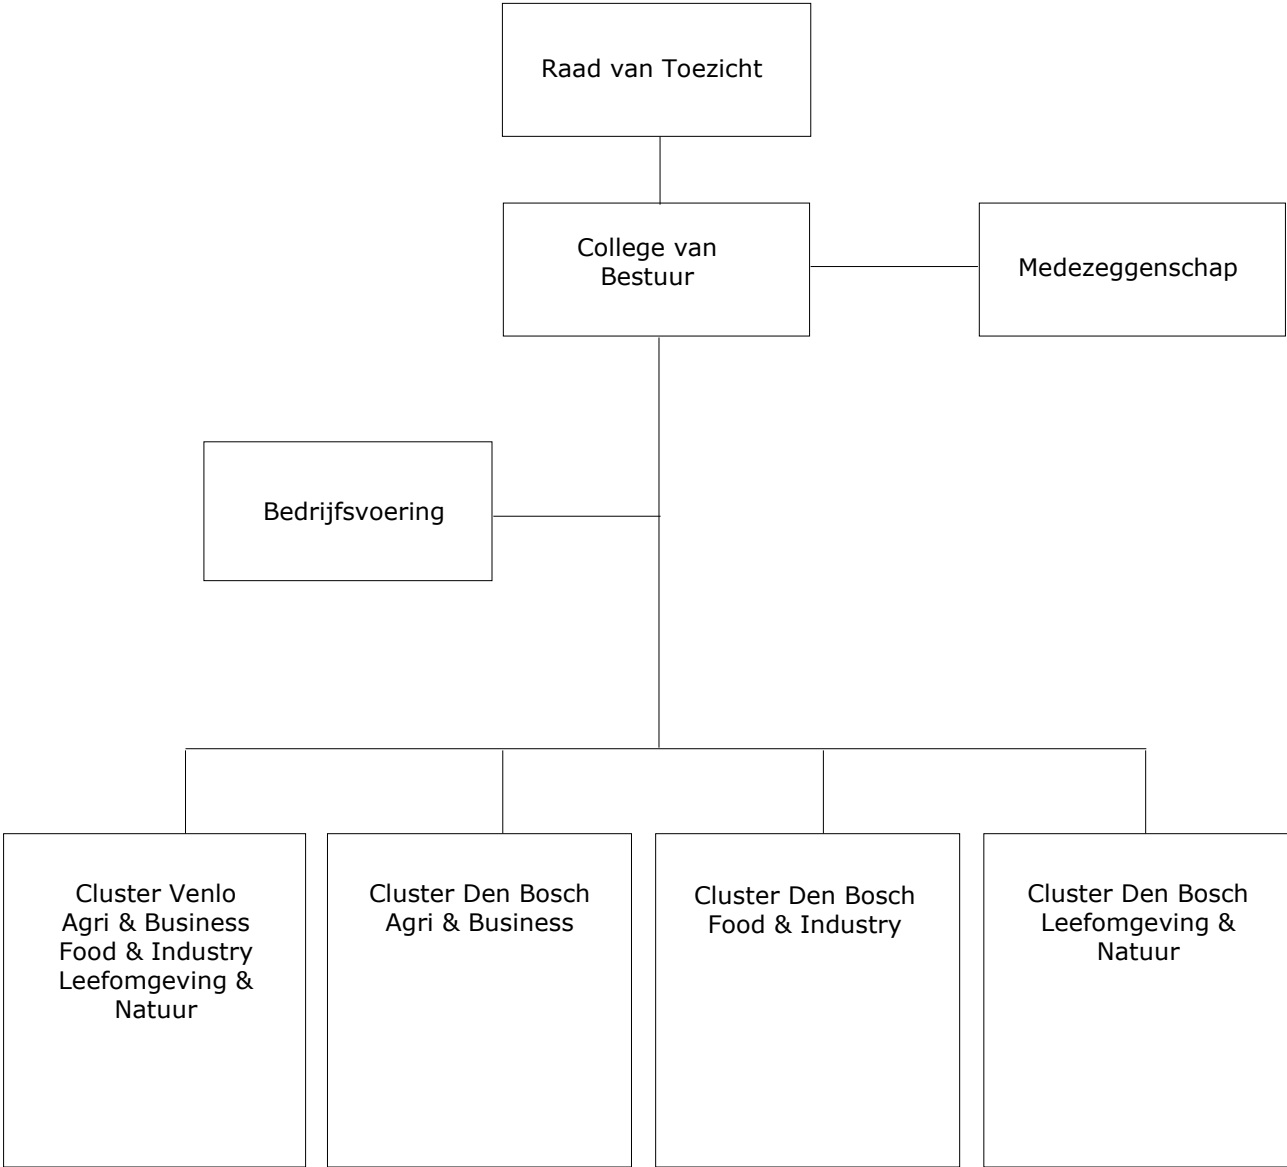 Raad van Toezicht
College van
Bestuur
Medezeggenschap
Bedrijfsvoering
Cluster Venlo
Agri & Business
Food & Industry
Leefomgeving &
Natuur
Cluster Den Bosch
Agri & Business
Cluster Den Bosch
Food & Industry
Cluster Den Bosch
Leefomgeving &
Natuur